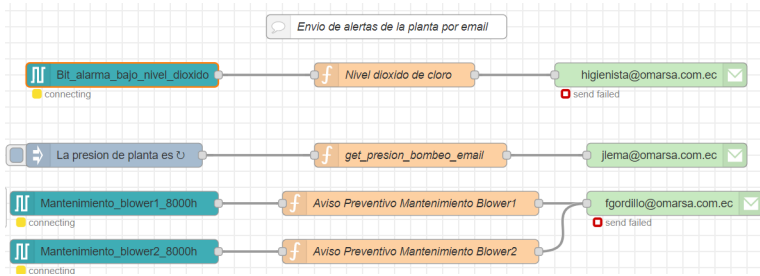 Envio de alertas de la planta por email
Bit_alarma_bajo_nivel_dioxido
Nivel dioxido de cloro
higienista@omarsa.com.ec
connecting
send failed
La presion de planta es ↻
get_presion_bombeo_email
jlema@omarsa.com.ec
Mantenimiento_blower1_8000h
Aviso Preventivo Mantenimiento Blower1
fgordillo@omarsa.com.ec
connecting
send failed
Mantenimiento_blower2_8000h
Aviso Preventivo Mantenimiento Blower2
connecting